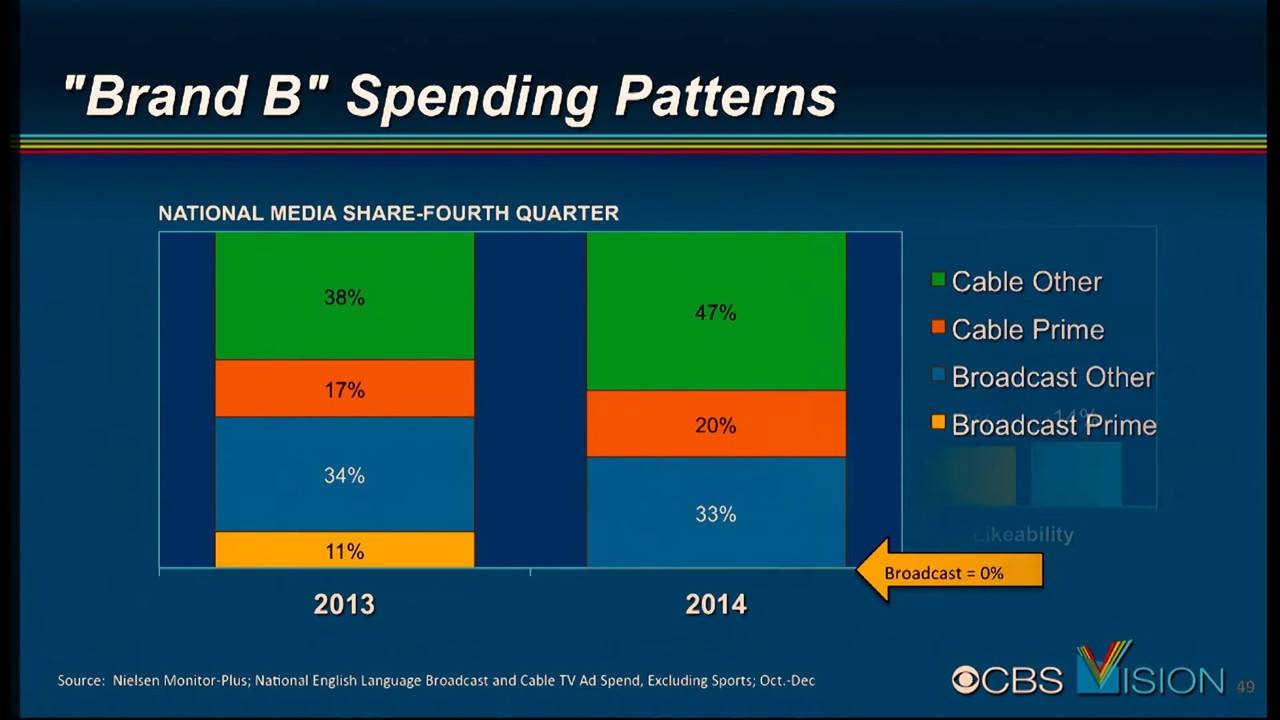 "Brand B" Spending Patterns
NATIONAL MEDIA SHARE-FOURTH QUARTER
38%
17%
34%
11%
2013
47%
20%
33%
2014
Cable Other
Cable Prime
Broadcast Other
Broadcast Prime
14%
Likeability
Broadcast = 0%
Source: Nielsen Monitor-Plus; National English Language Broadcast and Cable TV Ad Spend, Excluding Sports; Oct.-Dec
CBS VISION
49